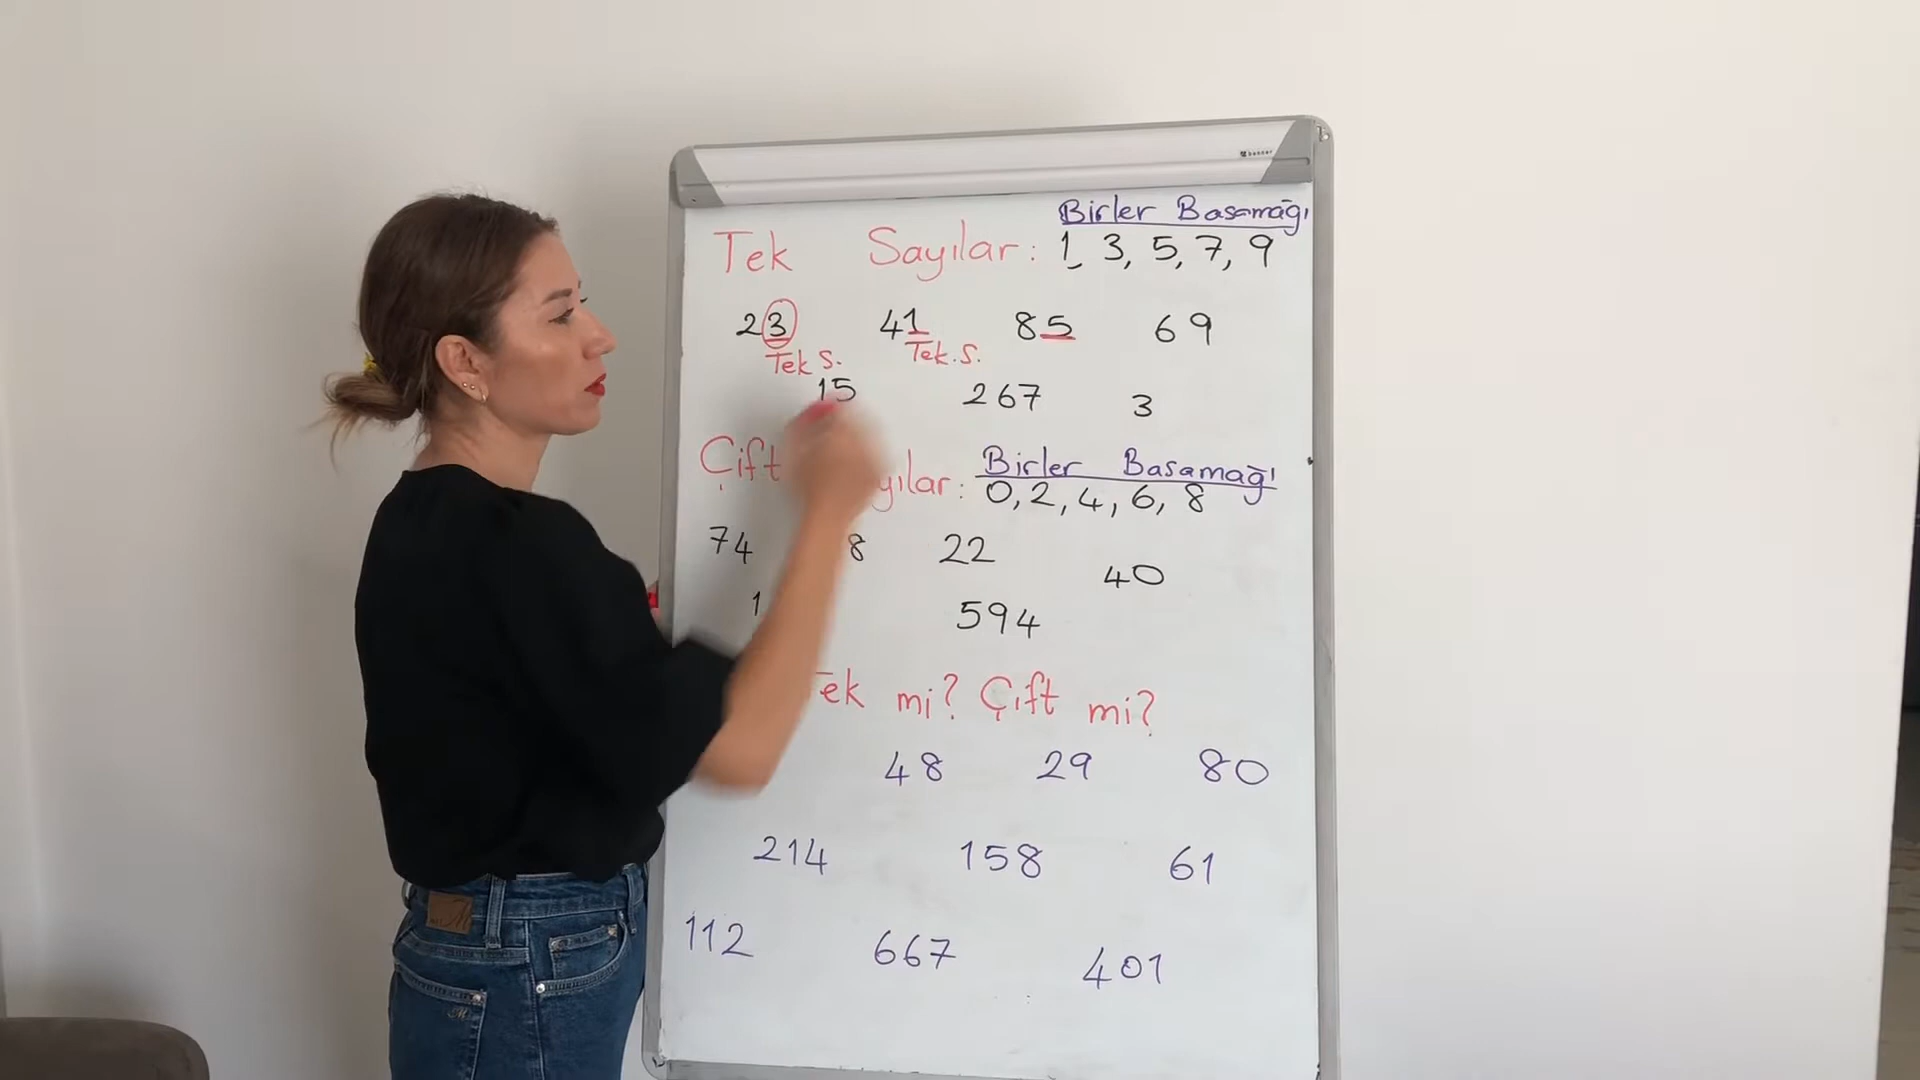 Birler Basamağı
Tek Sayılar: 1, 3, 5, 7, 9
23 41 85 69
Tek S. Tek. S.
15 267 3
Birler Basamağı
Çift 0, 2, 4, 6, 8
74 22 40
594
Tek mi? Çift mi?
48 29 80
214 158 61
112 667 401